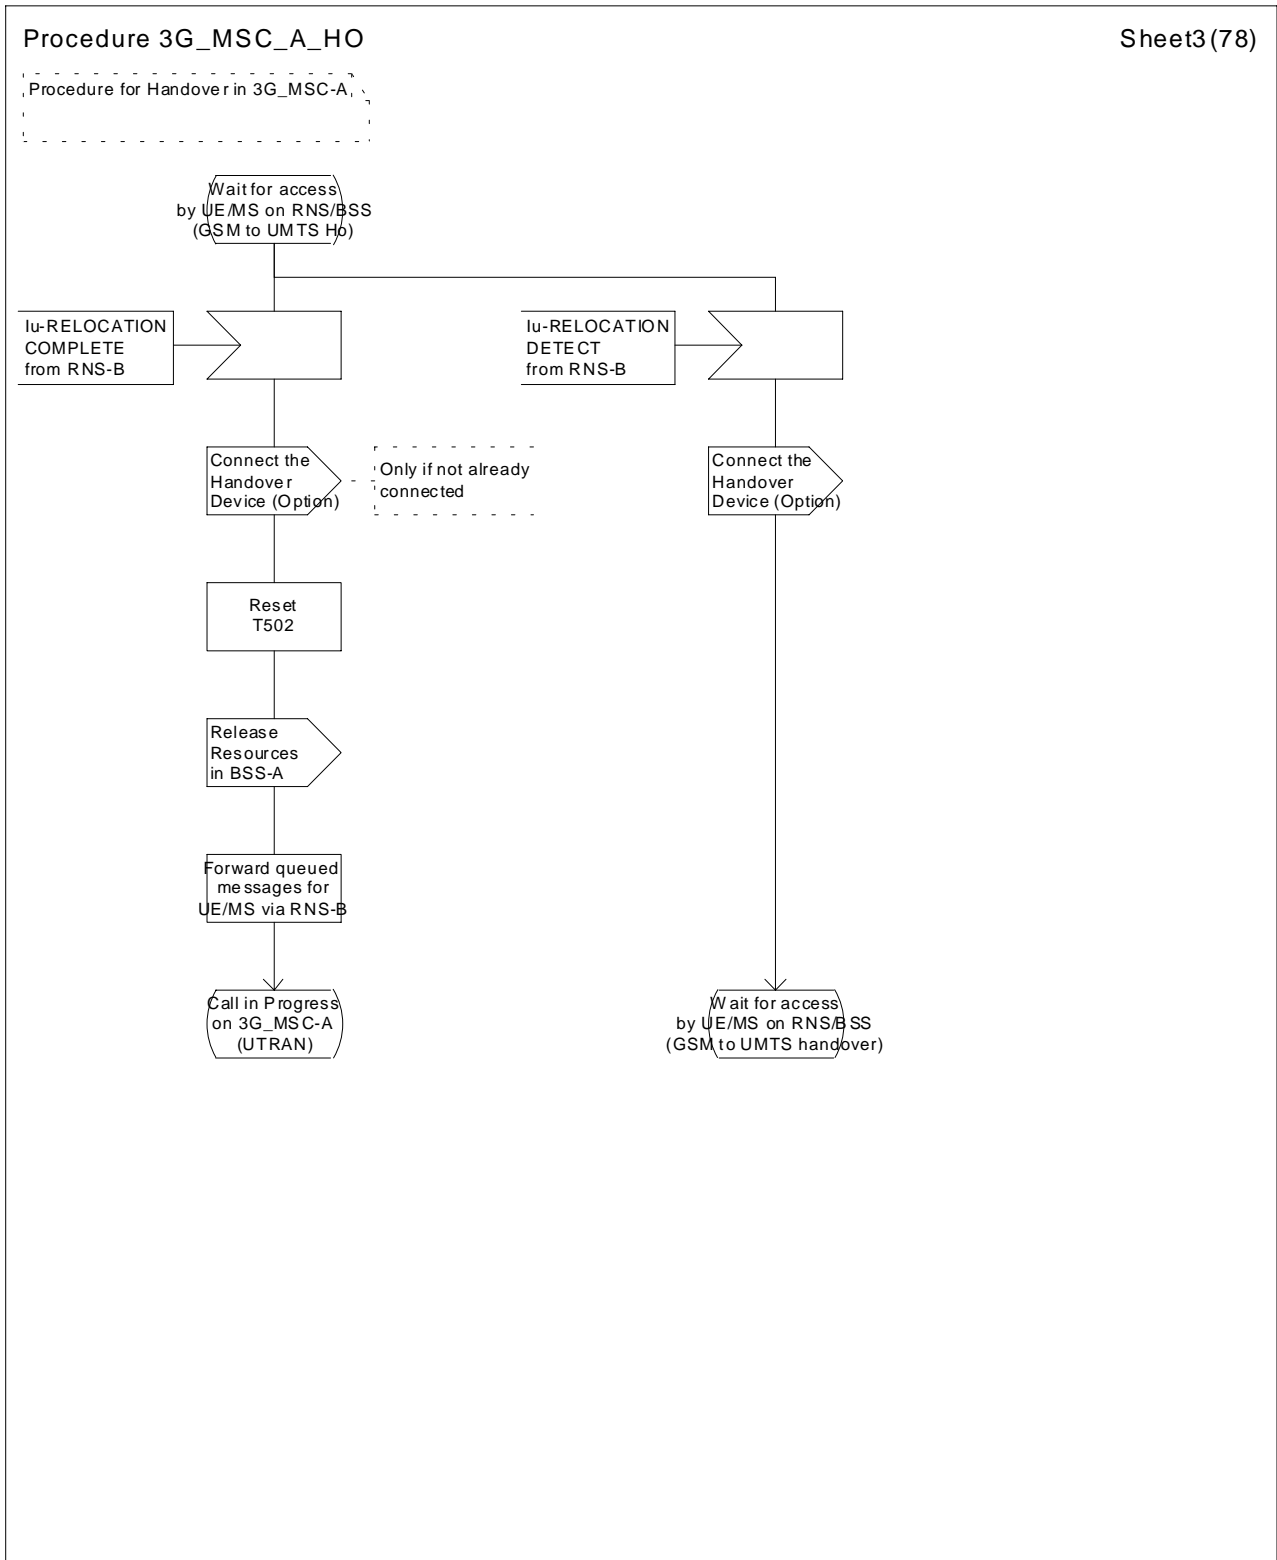 Procedure 3G_MSC_A_HO
Sheet3(78)
Procedure for Handover in 3G_MSC-A
Wait for access
by UE/MS on RNS/BSS
(GSM to UMTS Ho)
Iu-RELOCATION
COMPLETE
from RNS-B
Iu-RELOCATION
DETECT
from RNS-B
Connect the
Handover
Device (Option)
Only if not already
connected
Connect the
Handover
Device (Option)
Reset
T502
Release
Resources
in BSS-A
Forward queued
messages for
UE/MS via RNS-B
Call in Progress
on 3G_MSC-A
(UTRAN)
Wait for access
by UE/MS on RNS/BSS
(GSM to UMTS handover)